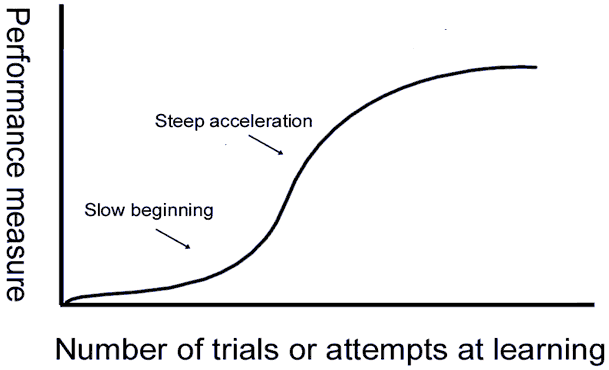 Performance measure
Steep acceleration
Slow beginning
Number of trials or attempts at learning